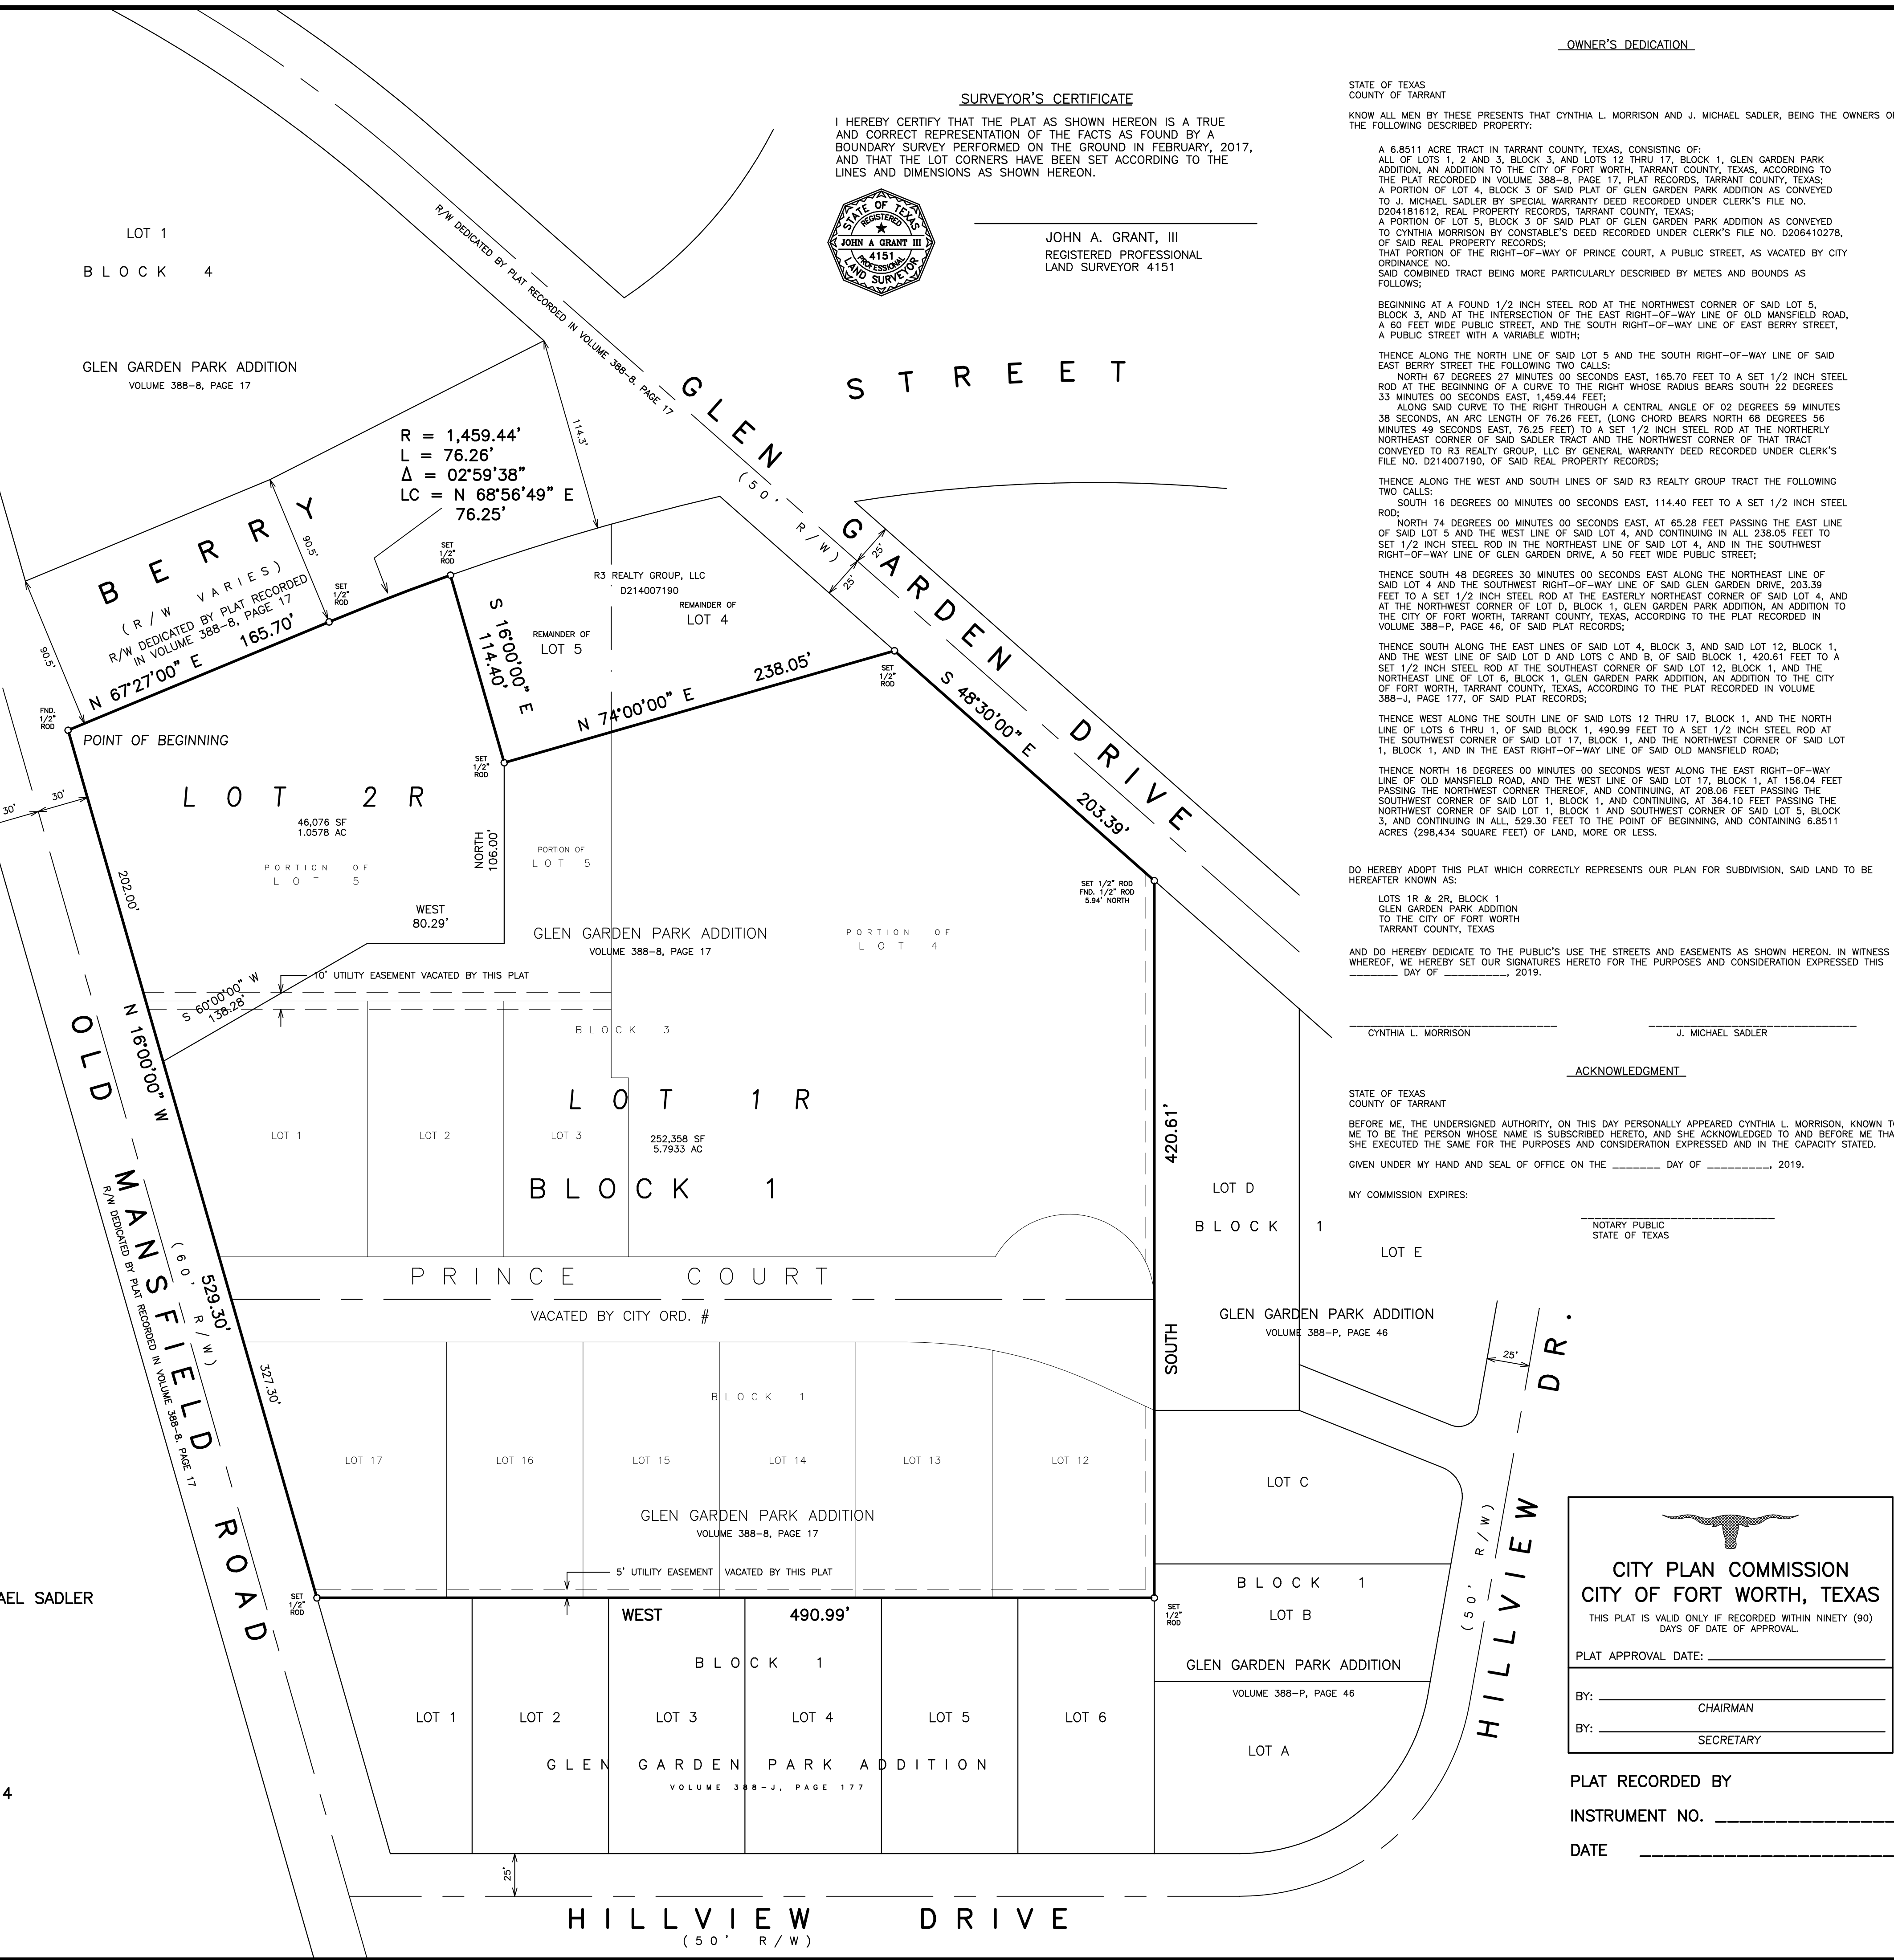 OWNER'S DEDICATION
STATE OF TEXAS
COUNTY OF TARRANT
KNOW ALL MEN BY THESE PRESENTS THAT CYNTHIA L. MORRISON AND J. MICHAEL SADLER, BEING THE OWNERS
THE FOLLOWING DESCRIBED PROPERTY:
A 6.8511 ACRE TRACT IN TARRANT COUNTY, TEXAS, CONSISTING OF:
ALL OF LOTS 1, 2 AND 3, BLOCK 3, AND LOTS 12 THRU 17, BLOCK 1, GLEN GARDEN PARK
ADDITION, AN ADDITION TO THE CITY OF FORT WORTH, TARRANT COUNTY, TEXAS, ACCORDING TO
THE PLAT RECORDED IN VOLUME 388-8, PAGE 17, PLAT RECORDS, TARRANT COUNTY, TEXAS;
A PORTION OF LOT 4, BLOCK 3 OF SAID PLAT OF GLEN GARDEN PARK ADDITION AS CONVEYED
TO J. MICHAEL SADLER BY SPECIAL WARRANTY DEED RECORDED UNDER CLERK'S FILE NO.
D204181612, REAL PROPERTY RECORDS, TARRANT COUNTY, TEXAS;
A PORTION OF LOT 5, BLOCK 3 OF SAID PLAT OF GLEN GARDEN PARK ADDITION AS CONVEYED
TO CYNTHIA MORRISON BY CONSTABLE'S DEED RECORDED UNDER CLERK'S FILE NO. D206410278,
OF SAID REAL PROPERTY RECORDS;
THAT PORTION OF THE RIGHT-OF-WAY OF PRINCE COURT, A PUBLIC STREET, AS VACATED BY CITY
ORDINANCE NO.
SAID COMBINED TRACT BEING MORE PARTICULARLY DESCRIBED BY METES AND BOUNDS AS
FOLLOWS;
BEGINNING AT A FOUND 1/2 INCH STEEL ROD AT THE NORTHWEST CORNER OF SAID LOT 5,
BLOCK 3, AND AT THE INTERSECTION OF THE EAST RIGHT-OF-WAY LINE OF OLD MANSFIELD ROAD,
A 60 FEET WIDE PUBLIC STREET, AND THE SOUTH RIGHT-OF-WAY LINE OF EAST BERRY STREET,
A PUBLIC STREET WITH A VARIABLE WIDTH;
THENCE ALONG THE NORTH LINE OF SAID LOT 5 AND THE SOUTH RIGHT-OF-WAY LINE OF SAID
EAST BERRY STREET THE FOLLOWING TWO CALLS:
NORTH 67 DEGREES 27 MINUTES 00 SECONDS EAST, 165.70 FEET TO A SET 1/2 INCH STEEL
ROD AT THE BEGINNING OF A CURVE TO THE RIGHT WHOSE RADIUS BEARS SOUTH 22 DEGREES
33 MINUTES 00 SECONDS EAST, 1,459.44 FEET;
ALONG SAID CURVE TO THE RIGHT THROUGH A CENTRAL ANGLE OF 02 DEGREES 59 MINUTES
38 SECONDS, AN ARC LENGTH OF 76.26 FEET, (LONG CHORD BEARS NORTH 68 DEGREES 56
MINUTES 49 SECONDS EAST, 76.25 FEET) TO A SET 1/2 INCH STEEL ROD AT THE NORTHERLY
NORTHEAST CORNER OF SAID SADLER TRACT AND THE NORTHWEST CORNER OF THAT TRACT
CONVEYED TO R3 REALTY GROUP, LLC BY GENERAL WARRANTY DEED RECORDED UNDER CLERK'S
FILE NO. D214007190, OF SAID REAL PROPERTY RECORDS;
THENCE ALONG THE WEST AND SOUTH LINES OF SAID R3 REALTY GROUP TRACT THE FOLLOWING
TWO CALLS:
SOUTH 16 DEGREES 00 MINUTES 00 SECONDS EAST, 114.40 FEET TO A SET 1/2 INCH STEEL
ROD;
NORTH 74 DEGREES 00 MINUTES 00 SECONDS EAST, AT 65.28 FEET PASSING THE EAST LINE
OF SAID LOT 5 AND THE WEST LINE OF SAID LOT 4, AND CONTINUING IN ALL 238.05 FEET TO
SET 1/2 INCH STEEL ROD IN THE NORTHEAST LINE OF SAID LOT 4, AND IN THE SOUTHWEST
RIGHT-OF-WAY LINE OF GLEN GARDEN DRIVE, A 50 FEET WIDE PUBLIC STREET;
THENCE SOUTH 48 DEGREES 30 MINUTES 00 SECONDS EAST ALONG THE NORTHEAST LINE OF
SAID LOT 4 AND THE SOUTHWEST RIGHT-OF-WAY LINE OF SAID GLEN GARDEN DRIVE, 203.39
FEET TO A SET 1/2 INCH STEEL ROD AT THE EASTERLY NORTHEAST CORNER OF SAID LOT 4, AND
AT THE NORTHWEST CORNER OF LOT D, BLOCK 1, GLEN GARDEN PARK ADDITION, AN ADDITION TO
THE CITY OF FORT WORTH, TARRANT COUNTY, TEXAS, ACCORDING TO THE PLAT RECORDED IN
VOLUME 388-P, PAGE 46, OF SAID PLAT RECORDS;
THENCE SOUTH ALONG THE EAST LINES OF SAID LOT 4, BLOCK 3, AND SAID LOT 12, BLOCK 1,
AND THE WEST LINE OF SAID LOT D AND LOTS C AND B, OF SAID BLOCK 1, 420.61 FEET TO A
SET 1/2 INCH STEEL ROD AT THE SOUTHEAST CORNER OF SAID LOT 12, BLOCK 1, AND THE
NORTHEAST LINE OF LOT 6, BLOCK 1, GLEN GARDEN PARK ADDITION, AN ADDITION TO THE CITY
OF FORT WORTH, TARRANT COUNTY, TEXAS, ACCORDING TO THE PLAT RECORDED IN VOLUME
388-J, PAGE 177, OF SAID PLAT RECORDS;
THENCE WEST ALONG THE SOUTH LINE OF SAID LOTS 12 THRU 17, BLOCK 1, AND THE NORTH
LINE OF LOTS 6 THRU 1, OF SAID BLOCK 1, 490.99 FEET TO A SET 1/2 INCH STEEL ROD AT
THE SOUTHWEST CORNER OF SAID LOT 17, BLOCK 1, AND THE NORTHWEST CORNER OF SAID LOT
1, BLOCK 1, AND IN THE EAST RIGHT-OF-WAY LINE OF SAID OLD MANSFIELD ROAD;
THENCE NORTH 16 DEGREES 00 MINUTES 00 SECONDS WEST ALONG THE EAST RIGHT-OF-WAY
LINE OF OLD MANSFIELD ROAD, AND THE WEST LINE OF SAID LOT 17, BLOCK 1, AT 156.04 FEET
PASSING THE NORTHWEST CORNER THEREOF, AND CONTINUING, AT 208.06 FEET PASSING THE
SOUTHWEST CORNER OF SAID LOT 1, BLOCK 1, AND CONTINUING, AT 364.10 FEET PASSING THE
NORTHWEST CORNER OF SAID LOT 1, BLOCK 1 AND SOUTHWEST CORNER OF SAID LOT 5, BLOCK
3, AND CONTINUING IN ALL, 529.30 FEET TO THE POINT OF BEGINNING, AND CONTAINING 6.8511
ACRES (298,434 SQUARE FEET) OF LAND, MORE OR LESS.
DO HEREBY ADOPT THIS PLAT WHICH CORRECTLY REPRESENTS OUR PLAN FOR SUBDIVISION, SAID LAND TO BE
HEREAFTER KNOWN AS:
LOTS 1R & 2R, BLOCK 1
GLEN GARDEN PARK ADDITION
TO THE CITY OF FORT WORTH
TARRANT COUNTY, TEXAS
AND DO HEREBY DEDICATE TO THE PUBLIC'S USE THE STREETS AND EASEMENTS AS SHOWN HEREON. IN WITNESS
WHEREOF, WE HEREBY SET OUR SIGNATURES HERETO FOR THE PURPOSES AND CONSIDERATION EXPRESSED THIS
_______ DAY OF _________, 2019.
CYNTHIA L. MORRISON
J. MICHAEL SADLER
ACKNOWLEDGMENT
STATE OF TEXAS
COUNTY OF TARRANT
BEFORE ME, THE UNDERSIGNED AUTHORITY, ON THIS DAY PERSONALLY APPEARED CYNTHIA L. MORRISON, KNOWN
ME TO BE THE PERSON WHOSE NAME IS SUBSCRIBED HERETO, AND SHE ACKNOWLEDGED TO AND BEFORE ME
SHE EXECUTED THE SAME FOR THE PURPOSES AND CONSIDERATION EXPRESSED AND IN THE CAPACITY STATED.
GIVEN UNDER MY HAND AND SEAL OF OFFICE ON THE _______ DAY OF _________, 2019.
MY COMMISSION EXPIRES:
NOTARY PUBLIC
STATE OF TEXAS
SURVEYOR'S CERTIFICATE
I HEREBY CERTIFY THAT THE PLAT AS SHOWN HEREON IS A TRUE
AND CORRECT REPRESENTATION OF THE FACTS AS FOUND BY A
BOUNDARY SURVEY PERFORMED ON THE GROUND IN FEBRUARY, 2017,
AND THAT THE LOT CORNERS HAVE BEEN SET ACCORDING TO THE
LINES AND DIMENSIONS AS SHOWN HEREON.
STATE OF TEXAS
REGISTERED
JOHN A GRANT III
4151
PROFESSIONAL
LAND SURVEYOR
JOHN A. GRANT, III
REGISTERED PROFESSIONAL
LAND SURVEYOR 4151
LOT 1
BLOCK 4
GLEN GARDEN PARK ADDITION
VOLUME 388-8, PAGE 17
R/W DEDICATED BY PLAT RECORDED IN VOLUME 388-8, PAGE 17
GLEN GARDEN DRIVE
(50' R/W)
25'
25'
STREET
114.3'
R = 1,459.44'
L = 76.26'
Δ = 02°59'38"
LC = N 68°56'49" E
76.25'
BERRY
(R/W VARIES)
R/W DEDICATED BY PLAT RECORDED
IN VOLUME 388-8, PAGE 17
90.5'
90.5'
N 67°27'00" E 165.70'
SET
1/2"
ROD
SET
1/2"
ROD
FND.
1/2"
ROD
POINT OF BEGINNING
S 16°00'00" E
114.40'
R3 REALTY GROUP, LLC
D214007190
REMAINDER OF
LOT 4
REMAINDER OF
LOT 5
N 74°00'00" E 238.05'
SET
1/2"
ROD
SET
1/2"
ROD
S 48°30'00" E 203.39'
30'
30'
LOT 2R
46,076 SF
1.0578 AC
PORTION OF
LOT 5
NORTH
106.00'
PORTION OF
LOT 5
WEST
80.29'
202.00'
SET 1/2" ROD
FND. 1/2" ROD
5.94' NORTH
GLEN GARDEN PARK ADDITION
VOLUME 388-8, PAGE 17
PORTION OF
LOT 4
10' UTILITY EASEMENT VACATED BY THIS PLAT
S 60°00'00" W
138.28'
N 16°00'00" W 529.30'
BLOCK 3
LOT 1R
252,358 SF
5.7933 AC
BLOCK 1
LOT 1
LOT 2
LOT 3
OLD MANSFIELD ROAD
(60' R/W)
R/W DEDICATED BY PLAT RECORDED IN VOLUME 388-8, PAGE 17
327.30'
SOUTH 420.61'
LOT D
BLOCK 1
LOT E
GLEN GARDEN PARK ADDITION
VOLUME 388-P, PAGE 46
PRINCE COURT
VACATED BY CITY ORD. #
BLOCK 1
LOT 17
LOT 16
LOT 15
LOT 14
LOT 13
LOT 12
GLEN GARDEN PARK ADDITION
VOLUME 388-8, PAGE 17
5' UTILITY EASEMENT VACATED BY THIS PLAT
SET
1/2"
ROD
WEST 490.99'
SET
1/2"
ROD
LOT C
BLOCK 1
LOT B
GLEN GARDEN PARK ADDITION
VOLUME 388-P, PAGE 46
LOT A
BLOCK 1
LOT 1
LOT 2
LOT 3
LOT 4
LOT 5
LOT 6
GLEN GARDEN PARK ADDITION
VOLUME 388-J, PAGE 177
25'
HILLVIEW DRIVE
(50' R/W)
25'
HILLVIEW DR.
(50' R/W)
SADLER
4
CITY PLAN COMMISSION
CITY OF FORT WORTH, TEXAS
THIS PLAT IS VALID ONLY IF RECORDED WITHIN NINETY (90)
DAYS OF DATE OF APPROVAL.
PLAT APPROVAL DATE:
BY:
CHAIRMAN
BY:
SECRETARY
PLAT RECORDED BY
INSTRUMENT NO.
DATE